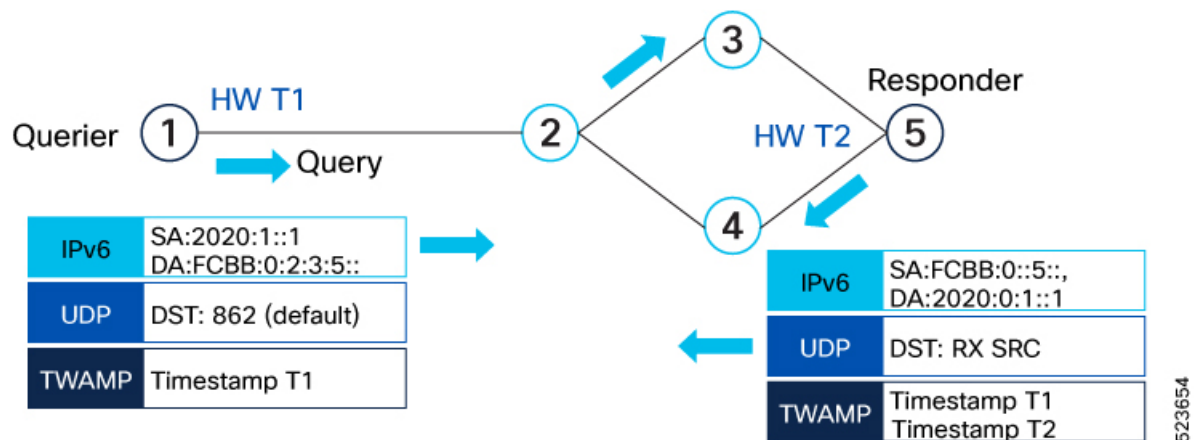 3
Responder
HW T1
Querier
1
2
HW T2
5
Query
4
IPv6
SA:2020:1::1
DA:FCBB:0:2:3:5::
UDP
DST: 862 (default)
TWAMP
Timestamp T1
IPv6
SA:FCBB:0::5::,
DA:2020:0:1::1
UDP
DST: RX SRC
TWAMP
Timestamp T1
Timestamp T2
523654